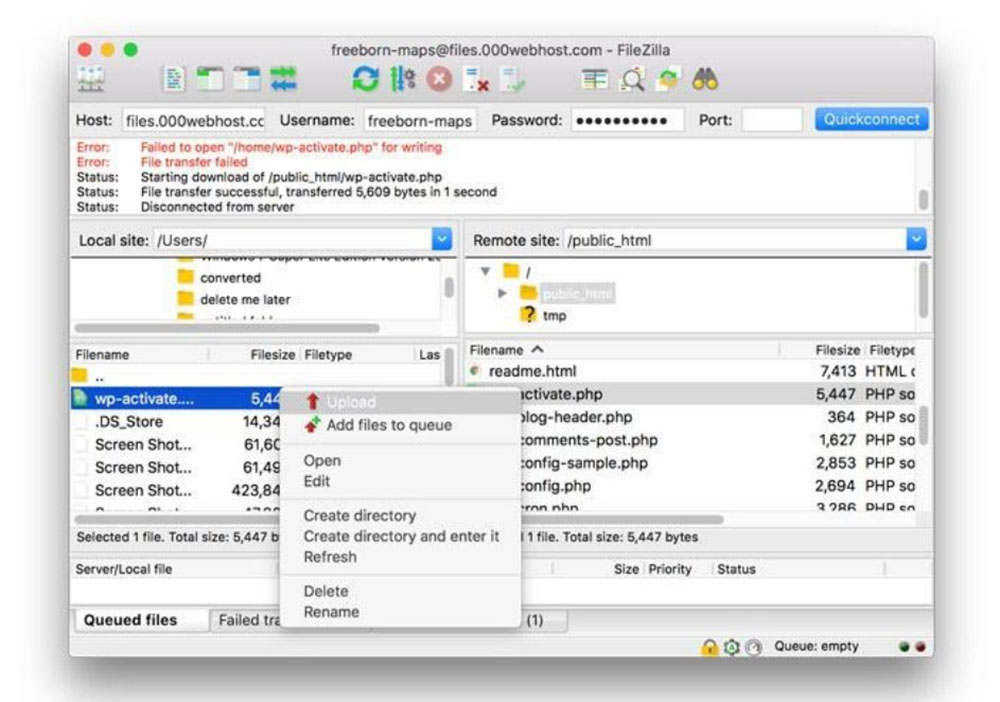 freeborn-maps@files.000webhost.com - FileZilla
Host: files.000webhost.cc Username: freeborn-maps Password: •••••••••• Port: Quickconnect
Error: Failed to open "/home/wp-activate.php" for writing
Error: File transfer failed
Status: Starting download of /public_html/wp-activate.php
Status: File transfer successful, transferred 5,609 bytes in 1 second
Status: Disconnected from server
Local site: /Users/
converted
delete me later
Remote site: /public_html
/
public_html
tmp
Filename Filesize Filetype Las
..
wp-activate.... 5,44
.DS_Store 14,34
Screen Shot... 61,60
Screen Shot... 61,49
Screen Shot... 423,84
Selected 1 file. Total size: 5,447 b
Filename Filesize Filetype
readme.html 7,413 HTML
activate.php 5,447 PHP so
blog-header.php 364 PHP so
comments-post.php 1,627 PHP so
config-sample.php 2,853 PHP so
config.php 2,694 PHP so
cron.php 3,286 PHP so
1 file. Total size: 5,447 bytes
Upload
Add files to queue
Open
Edit
Create directory
Create directory and enter it
Refresh
Delete
Rename
Server/Local file Size Priority Status
Queued files Failed tra (1)
Queue: empty